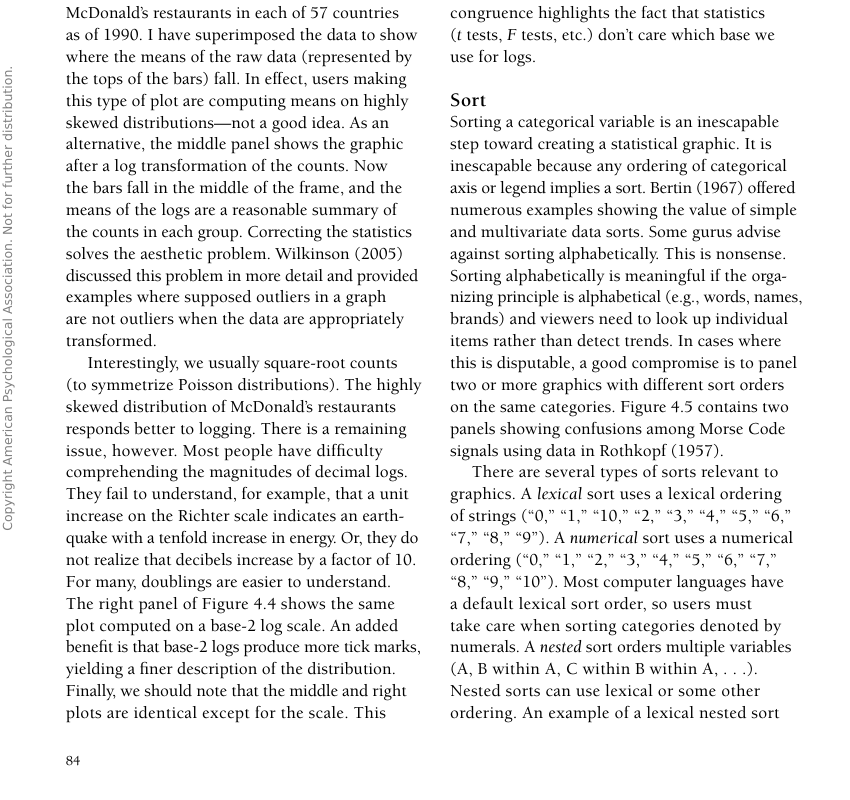 McDonald's restaurants in each of 57 countries
as of 1990. I have superimposed the data to show
where the means of the raw data (represented by
the tops of the bars) fall. In effect, users making
this type of plot are computing means on highly
skewed distributions—not a good idea. As an
alternative, the middle panel shows the graphic
after a log transformation of the counts. Now
the bars fall in the middle of the frame, and the
means of the logs are a reasonable summary of
the counts in each group. Correcting the statistics
solves the aesthetic problem. Wilkinson (2005)
discussed this problem in more detail and provided
examples where supposed outliers in a graph
are not outliers when the data are appropriately
transformed.
Interestingly, we usually square-root counts
(to symmetrize Poisson distributions). The highly
skewed distribution of McDonald's restaurants
responds better to logging. There is a remaining
issue, however. Most people have difficulty
comprehending the magnitudes of decimal logs.
They fail to understand, for example, that a unit
increase on the Richter scale indicates an earth-
quake with a tenfold increase in energy. Or, they do
not realize that decibels increase by a factor of 10.
For many, doublings are easier to understand.
The right panel of Figure 4.4 shows the same
plot computed on a base-2 log scale. An added
benefit is that base-2 logs produce more tick marks,
yielding a finer description of the distribution.
Finally, we should note that the middle and right
plots are identical except for the scale. This
congruence highlights the fact that statistics
(t tests, F tests, etc.) don't care which base we
use for logs.
Sort
Sorting a categorical variable is an inescapable
step toward creating a statistical graphic. It is
inescapable because any ordering of categorical
axis or legend implies a sort. Bertin (1967) offered
numerous examples showing the value of simple
and multivariate data sorts. Some gurus advise
against sorting alphabetically. This is nonsense.
Sorting alphabetically is meaningful if the orga-
nizing principle is alphabetical (e.g., words, names,
brands) and viewers need to look up individual
items rather than detect trends. In cases where
this is disputable, a good compromise is to panel
two or more graphics with different sort orders
on the same categories. Figure 4.5 contains two
panels showing confusions among Morse Code
signals using data in Rothkopf (1957).
There are several types of sorts relevant to
graphics. A lexical sort uses a lexical ordering
of strings (“0,” “1,” “10,” “2,” “3,” “4,” “5,” “6,”
“7,” “8,” “9”). A numerical sort uses a numerical
ordering (“0,” “1,” “2,” “3,” “4,” “5,” “6,” “7,”
“8,” “9,” “10”). Most computer languages have
a default lexical sort order, so users must
take care when sorting categories denoted by
numerals. A nested sort orders multiple variables
(A, B within A, C within B within A, . . .).
Nested sorts can use lexical or some other
ordering. An example of a lexical nested sort
84
Copyright American Psychological Association. Not for further distribution.